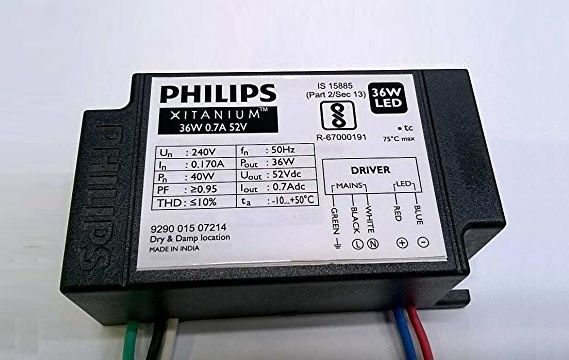 PHILIPS
XITANIUM™
36W 0.7A 52V
IS 15885
(Part 2/Sec 13)
R-67000191
36W
LED
• tc
75°C max
Un : 240V
fn : 50Hz
In : 0.170A
Pout : 36W
Pn : 40W
Uout : 52Vdc
PF : ≥0.95
Iout : 0.7Adc
THD : ≤10%
ta : -10...+50°C
DRIVER
MAINS
LED
GREEN
BLACK
WHITE
RED
BLUE
L
N
+
-
9290 015 07214
Dry & Damp location
MADE IN INDIA
PHILIPS